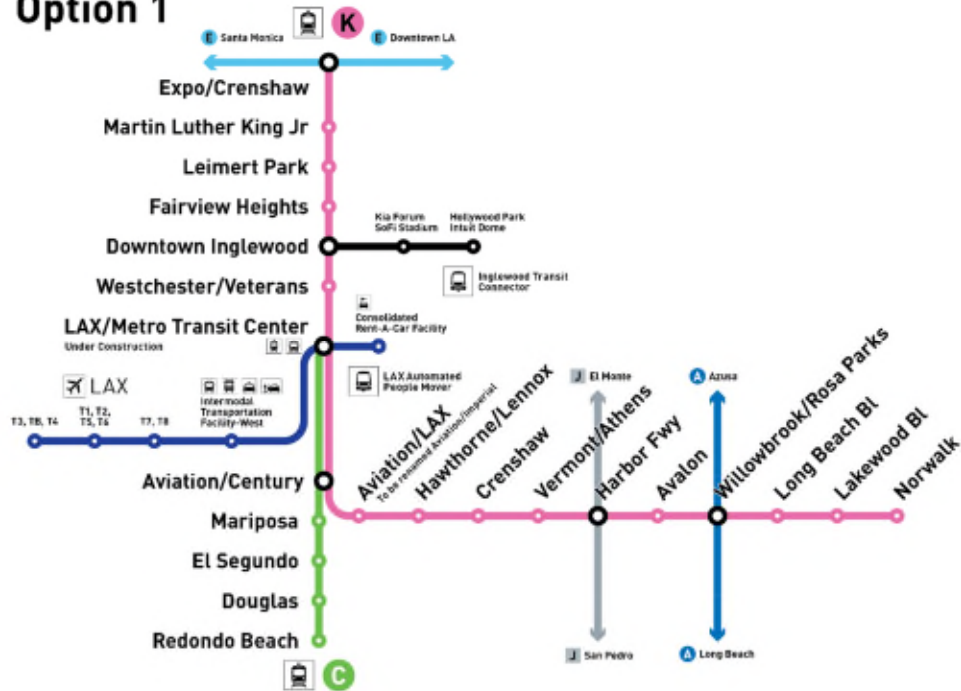 Option 1
K
E Santa Monica
E Downtown LA
Expo/Crenshaw
Martin Luther King Jr
Leimert Park
Fairview Heights
Kia Forum
SoFi Stadium
Hollywood Park
Intuit Dome
Downtown Inglewood
Inglewood Transit
Connector
Westchester/Veterans
LAX/Metro Transit Center
Under Construction
Consolidated
Rent-A-Car Facility
LAX Automated
People Mover
LAX
T3, TB, T4
T1, T2,
T5, T6
T7, T8
Intermodal
Transportation
Facility-West
J El Monte
A Azusa
Aviation/LAX
To be renamed Aviation/Imperial
Hawthorne/Lennox
Crenshaw
Vermont/Athens
Harbor Fwy
Avalon
Willowbrook/Rosa Parks
Long Beach Bl
Lakewood Bl
Norwalk
Aviation/Century
Mariposa
El Segundo
Douglas
Redondo Beach
J San Pedro
A Long Beach
C